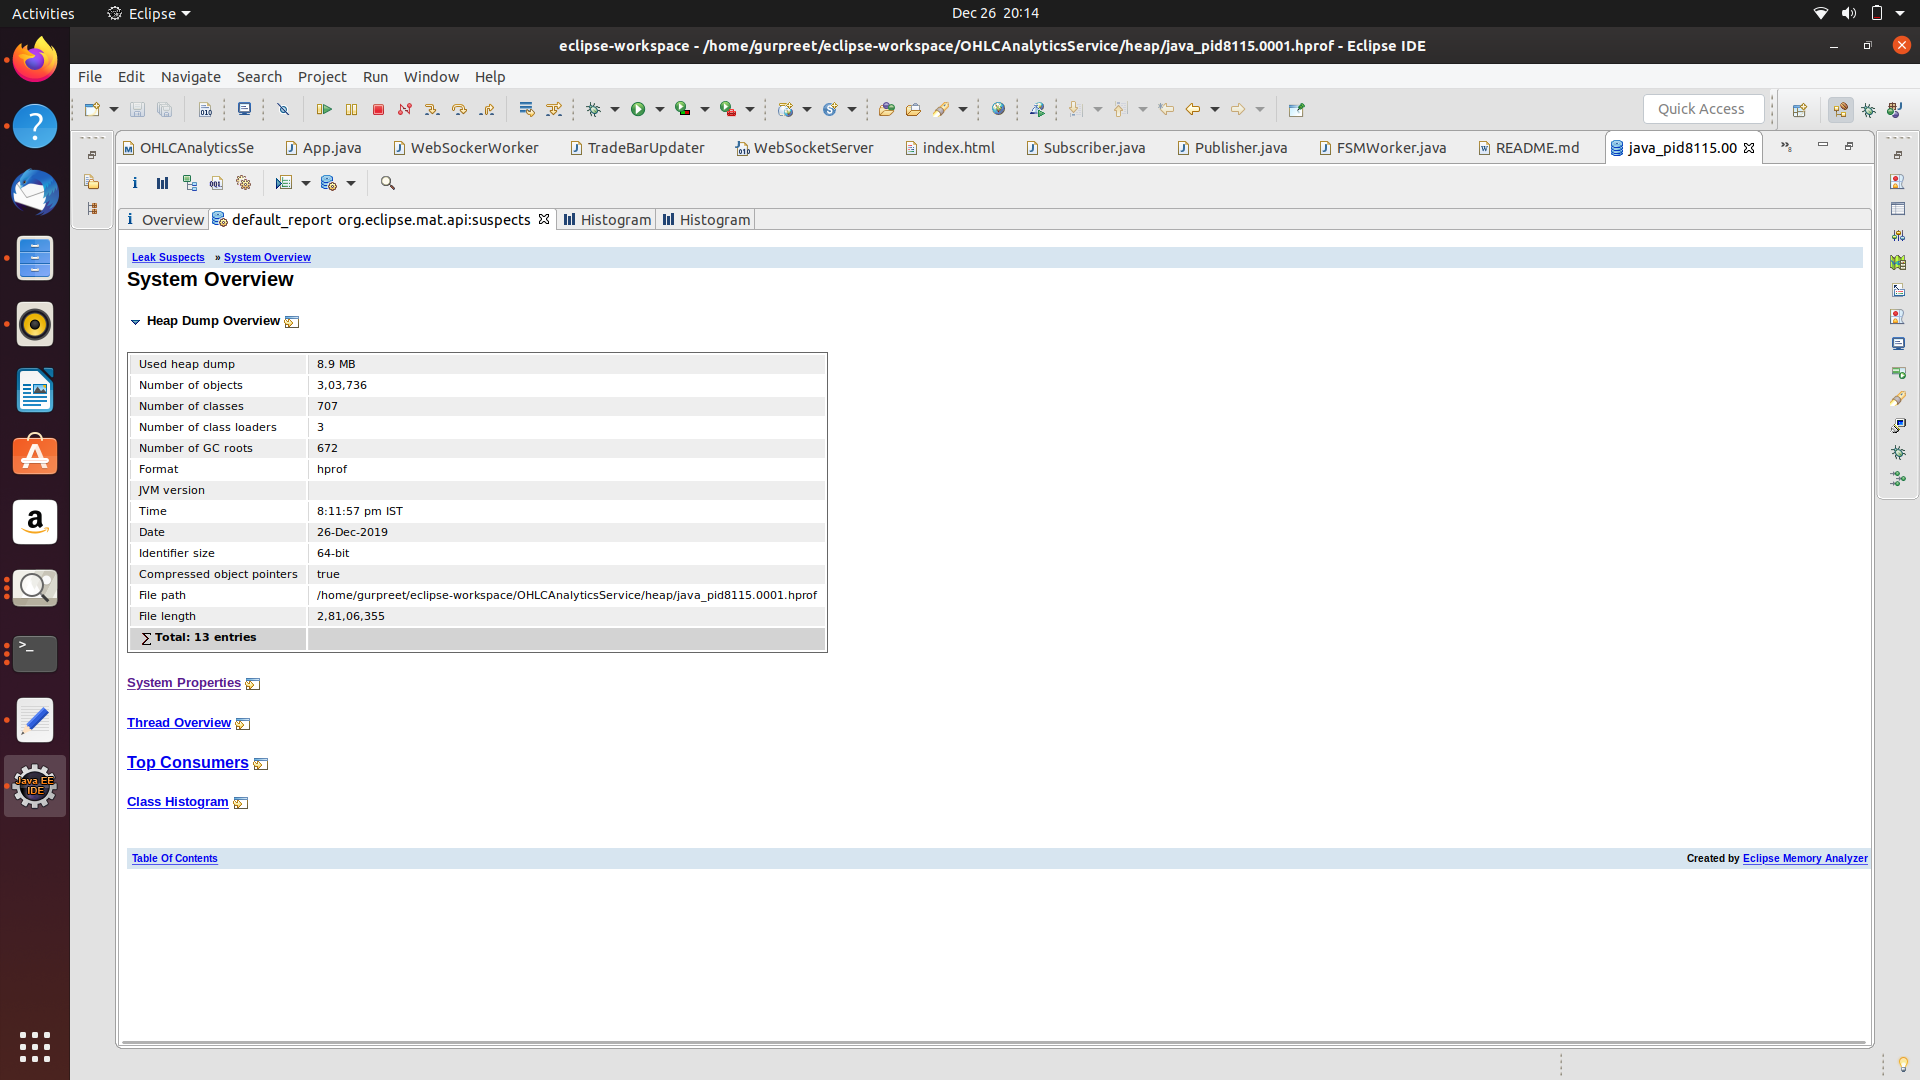 Activities
Eclipse
Dec 26 20:14
eclipse-workspace - /home/gurpreet/eclipse-workspace/OHLCAnalyticsService/heap/java_pid8115.0001.hprof - Eclipse IDE
File Edit Navigate Search Project Run Window Help
Quick Access
OHLCAnalyticsSe App.java WebSockerWorker TradeBarUpdater WebSocketServer index.html Subscriber.java Publisher.java FSMWorker.java README.md java_pid8115.00
Overview default_report org.eclipse.mat.api:suspects Histogram Histogram
Leak Suspects » System Overview
System Overview
Heap Dump Overview
Used heap dump 8.9 MB
Number of objects 3,03,736
Number of classes 707
Number of class loaders 3
Number of GC roots 672
Format hprof
JVM version
Time 8:11:57 pm IST
Date 26-Dec-2019
Identifier size 64-bit
Compressed object pointers true
File path /home/gurpreet/eclipse-workspace/OHLCAnalyticsService/heap/java_pid8115.0001.hprof
File length 2,81,06,355
∑ Total: 13 entries
System Properties
Thread Overview
Top Consumers
Class Histogram
Table Of Contents
Created by Eclipse Memory Analyzer
Java EE
IDE